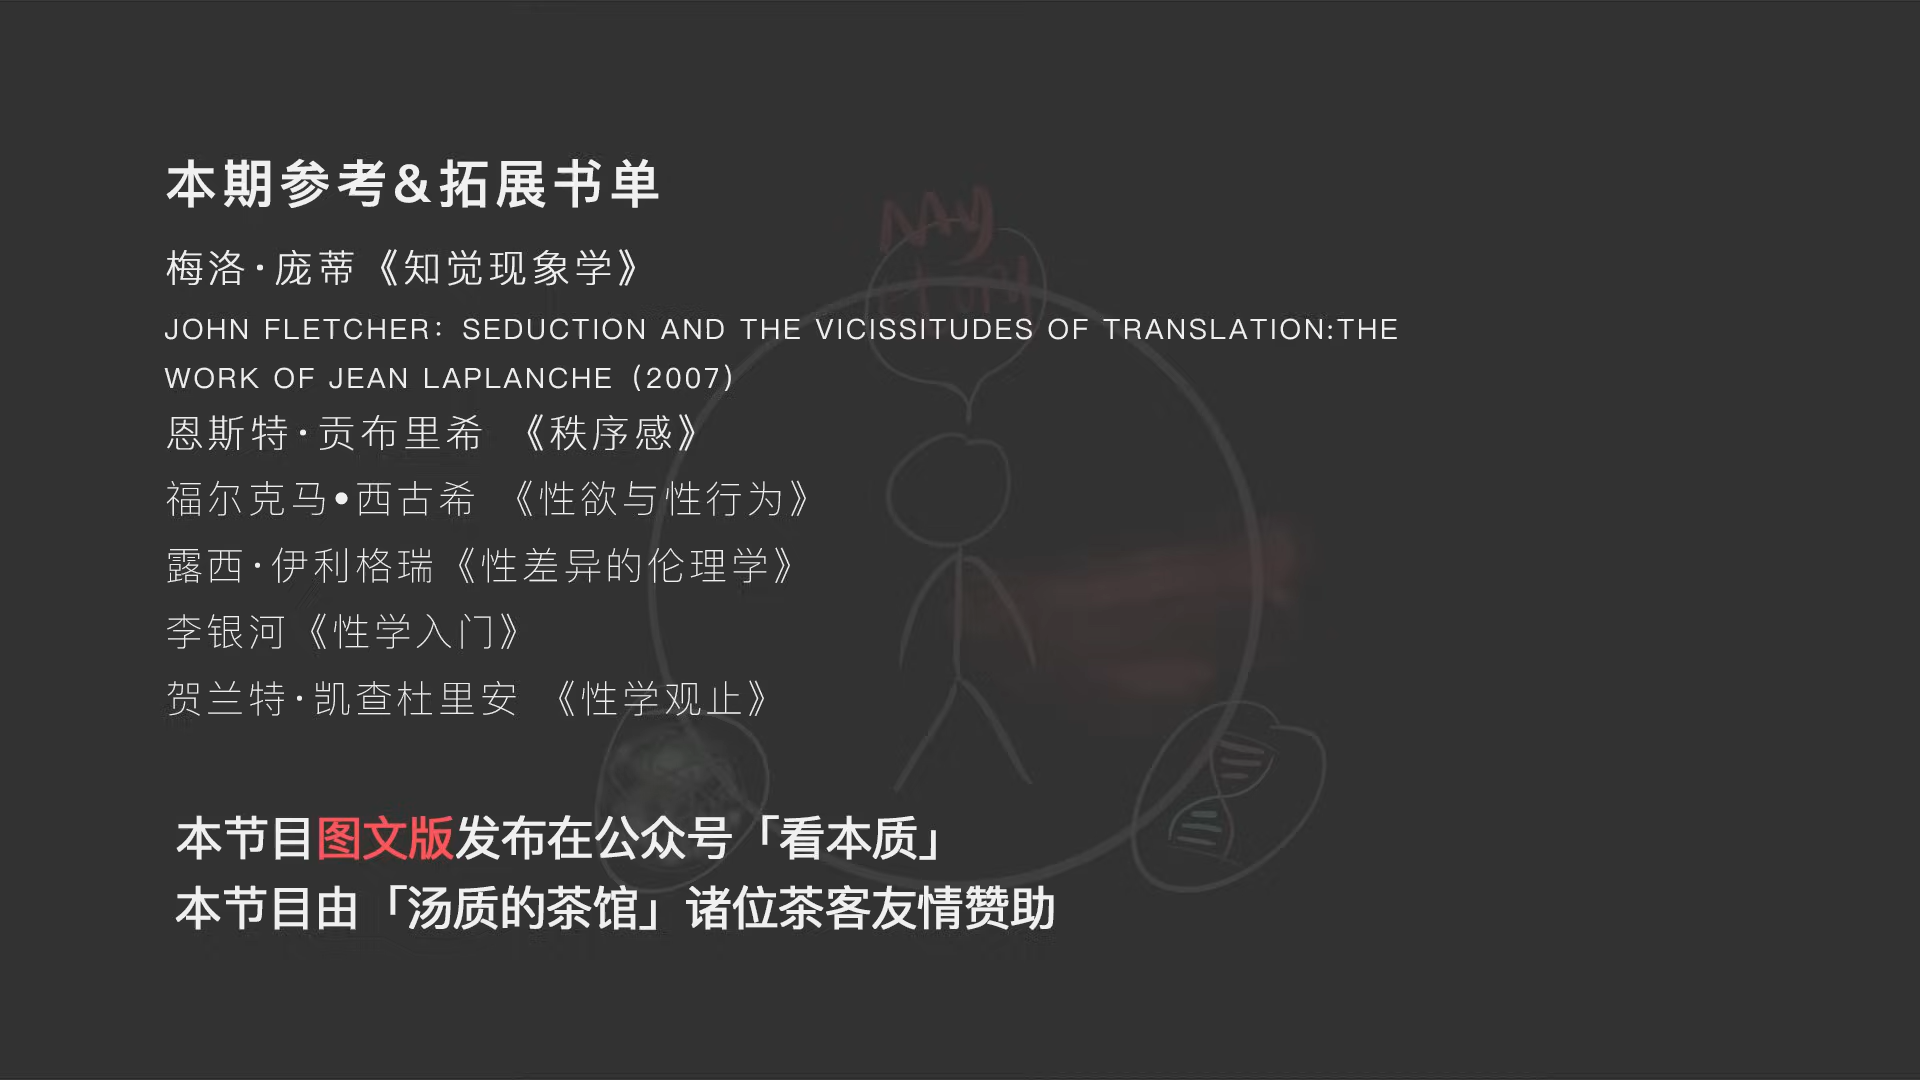 本期参考&拓展书单
梅洛·庞蒂《知觉现象学》
JOHN FLETCHER：SEDUCTION AND THE VICISSITUDES OF TRANSLATION:THE
WORK OF JEAN LAPLANCHE（2007）
恩斯特·贡布里希 《秩序感》
福尔克马•西古希 《性欲与性行为》
露西·伊利格瑞《性差异的伦理学》
李银河《性学入门》
贺兰特·凯查杜里安 《性学观止》
本节目图文版发布在公众号「看本质」
本节目由「汤质的茶馆」诸位茶客友情赞助
My